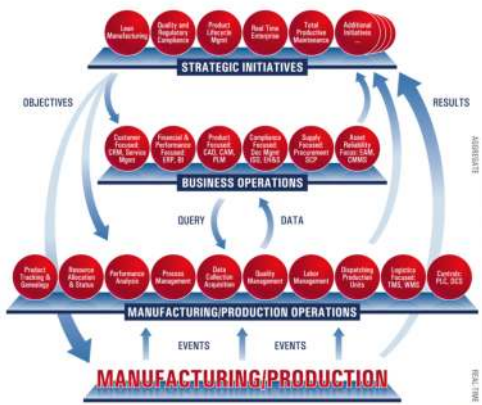 Lean
Manufacturing
Quality and
Regulatory
Compliance
Product
Lifecycle
Mgmt
Real Time
Enterprise
Total
Productive
Maintenance
Additional
Initiatives
...
STRATEGIC INITIATIVES
OBJECTIVES
RESULTS
AGGREGATE
Customer
Focused:
CRM, Service
Mgmt
Financial &
Performance
Focused:
ERP, BI
Product
Focused:
CAD, CAM,
PLM
Compliance
Focused:
Doc Mgmt
ISO, EH&S
Supply
Focused:
Procurement
SCP
Asset
Reliability
Focus: EAM,
CMMS
BUSINESS OPERATIONS
QUERY
DATA
Product
Tracking &
Genealogy
Resource
Allocation
& Status
Performance
Analysis
Process
Management
Data
Collection
Acquisition
Quality
Management
Labor
Management
Dispatching
Production
Units
Logistics
Focused:
TMS, WMS
Controls:
PLC, DCS
MANUFACTURING/PRODUCTION OPERATIONS
EVENTS
EVENTS
MANUFACTURING/PRODUCTION
REAL-TIME